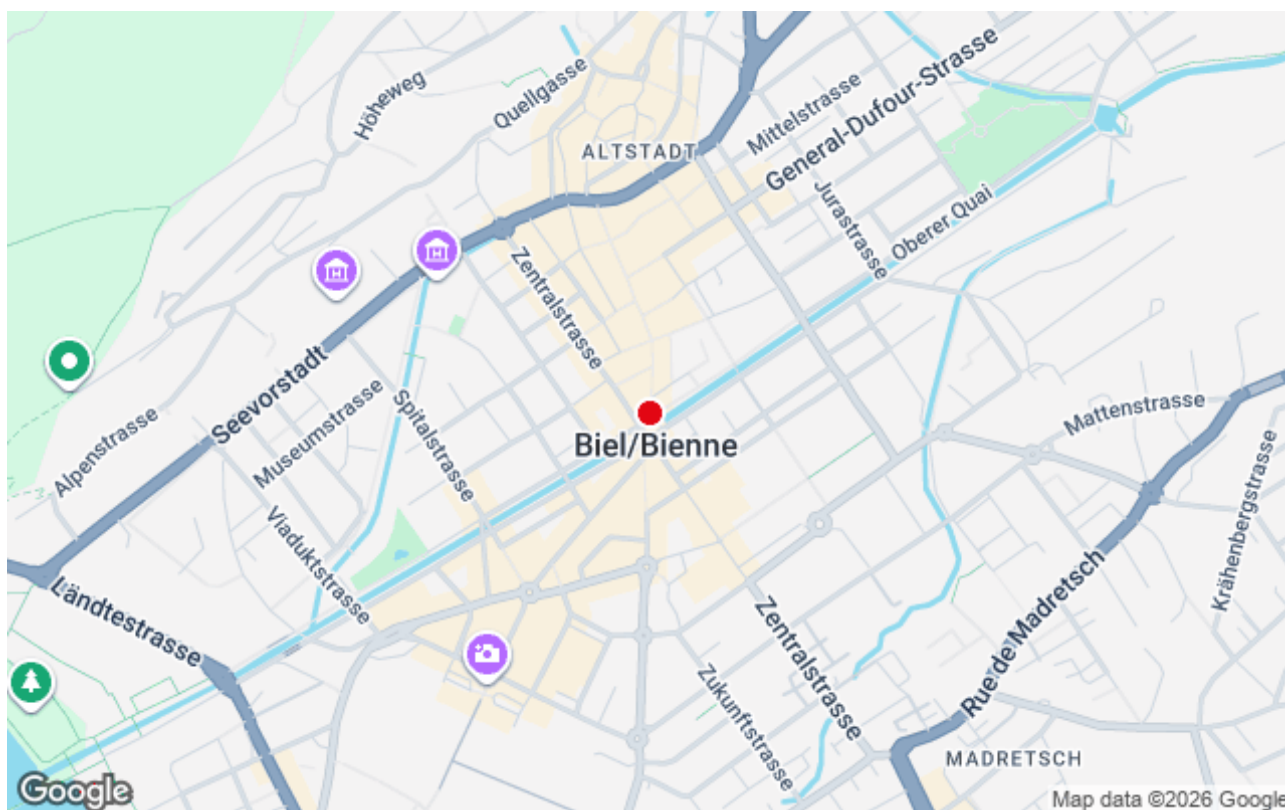 Höheweg
Quellgasse
ALTSTADT
Mittelstrasse
General-Dufour-Strasse
Jurastrasse
Oberer Quai
Zentralstrasse
Seevorstadt
Museumstrasse
Spitalstrasse
Alpenstrasse
Biel/Bienne
Mattenstrasse
Viaduktstrasse
Krähenbergstrasse
Ländtestrasse
Zentralstrasse
Rue de Madretsch
Zukunftstrasse
MADRETSCH
Google
Map data ©2026 Google